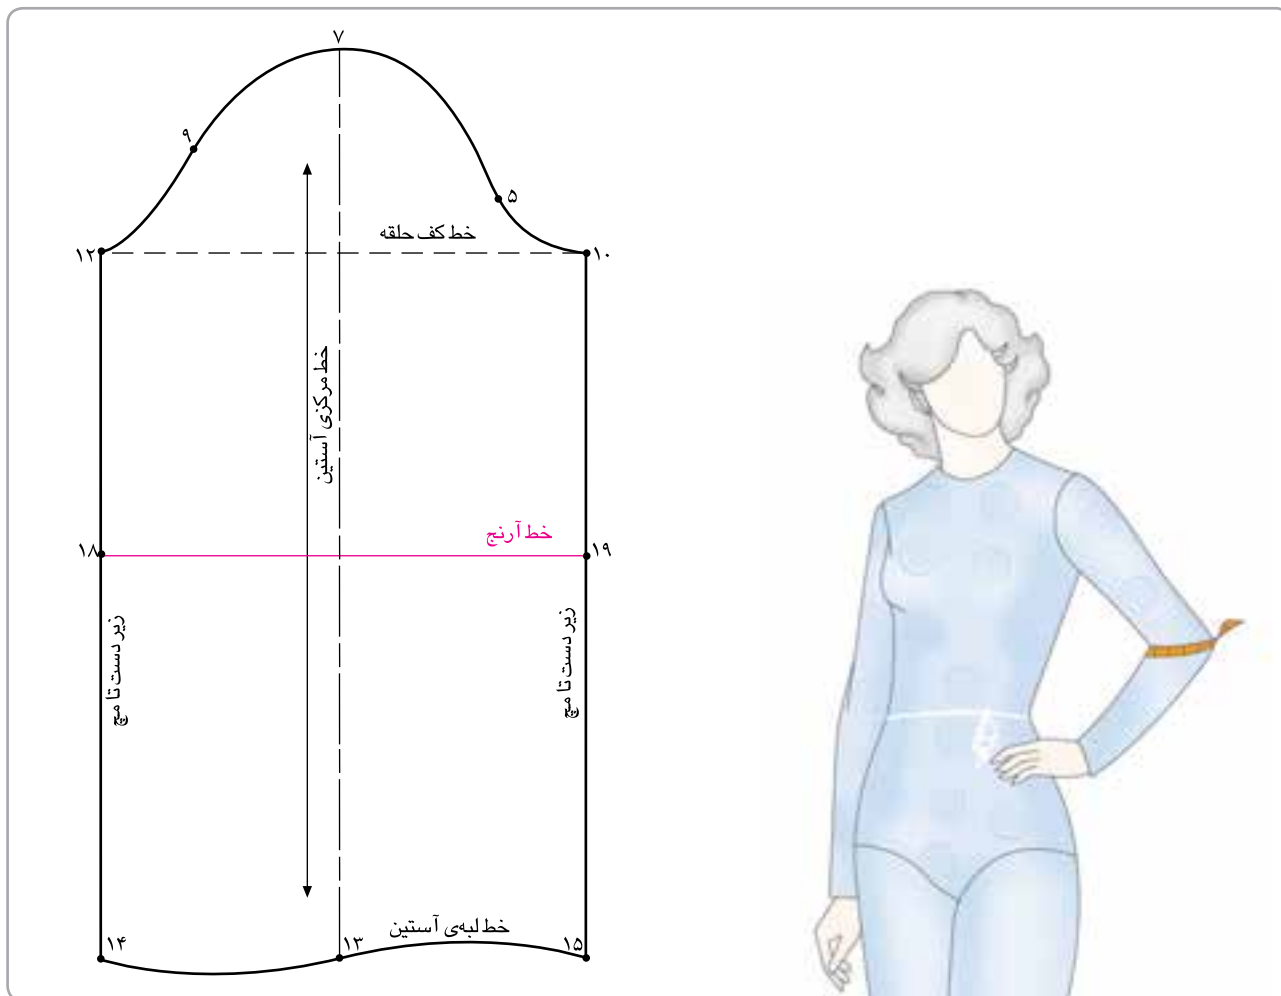 ۷
۹
۵
خط کف حلقه
۱۲
۱۰
خط مرکزی آستین
خط آرنج
۱۸
۱۹
زیر دست تا مچ
زیر دست تا مچ
خط لبه‌ی آستین
۱۴
۱۳
۱۵